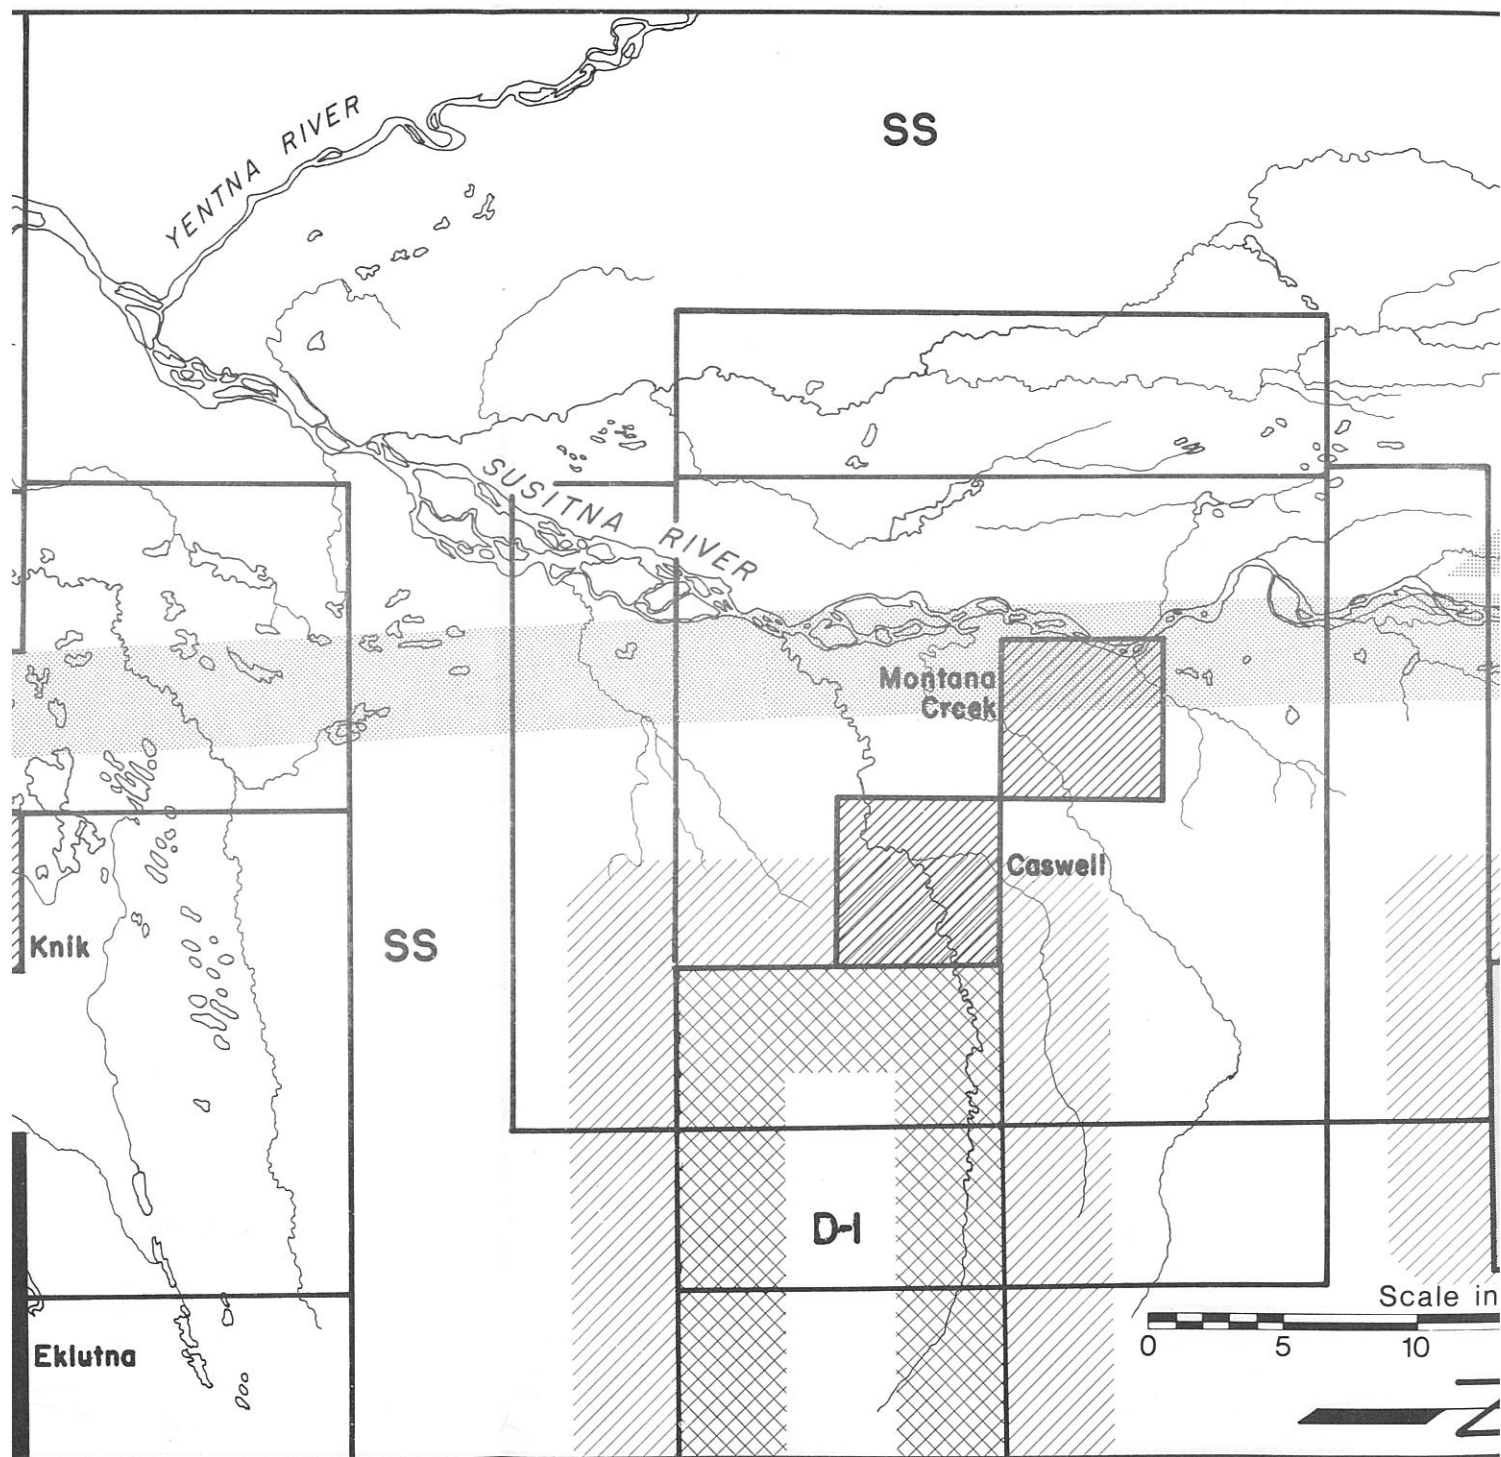 YENTNA RIVER
SS
SUSITNA RIVER
Montana
Creek
Caswell
Knik
SS
D-1
Eklutna
Scale in
0 5 10